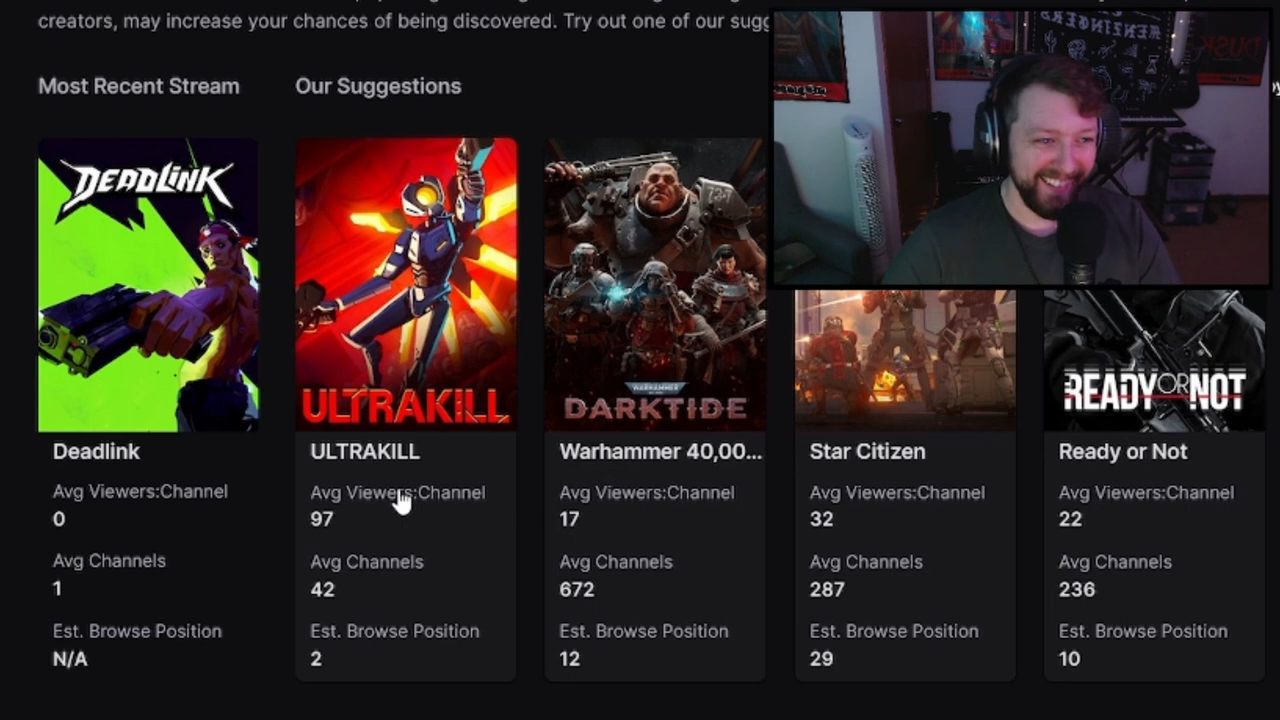 creators, may increase your chances of being discovered. Try out one of our sugg
Most Recent Stream
Our Suggestions
DEADLINK
ULTRAKILL
WARHAMMER
DARKTIDE
READY OR NOT
Deadlink
Avg Viewers:Channel
0
Avg Channels
1
Est. Browse Position
N/A
ULTRAKILL
Avg Viewers:Channel
97
Avg Channels
42
Est. Browse Position
2
Warhammer 40,00...
Avg Viewers:Channel
17
Avg Channels
672
Est. Browse Position
12
Star Citizen
Avg Viewers:Channel
32
Avg Channels
287
Est. Browse Position
29
Ready or Not
Avg Viewers:Channel
22
Avg Channels
236
Est. Browse Position
10
MENZINGERS
DUSK